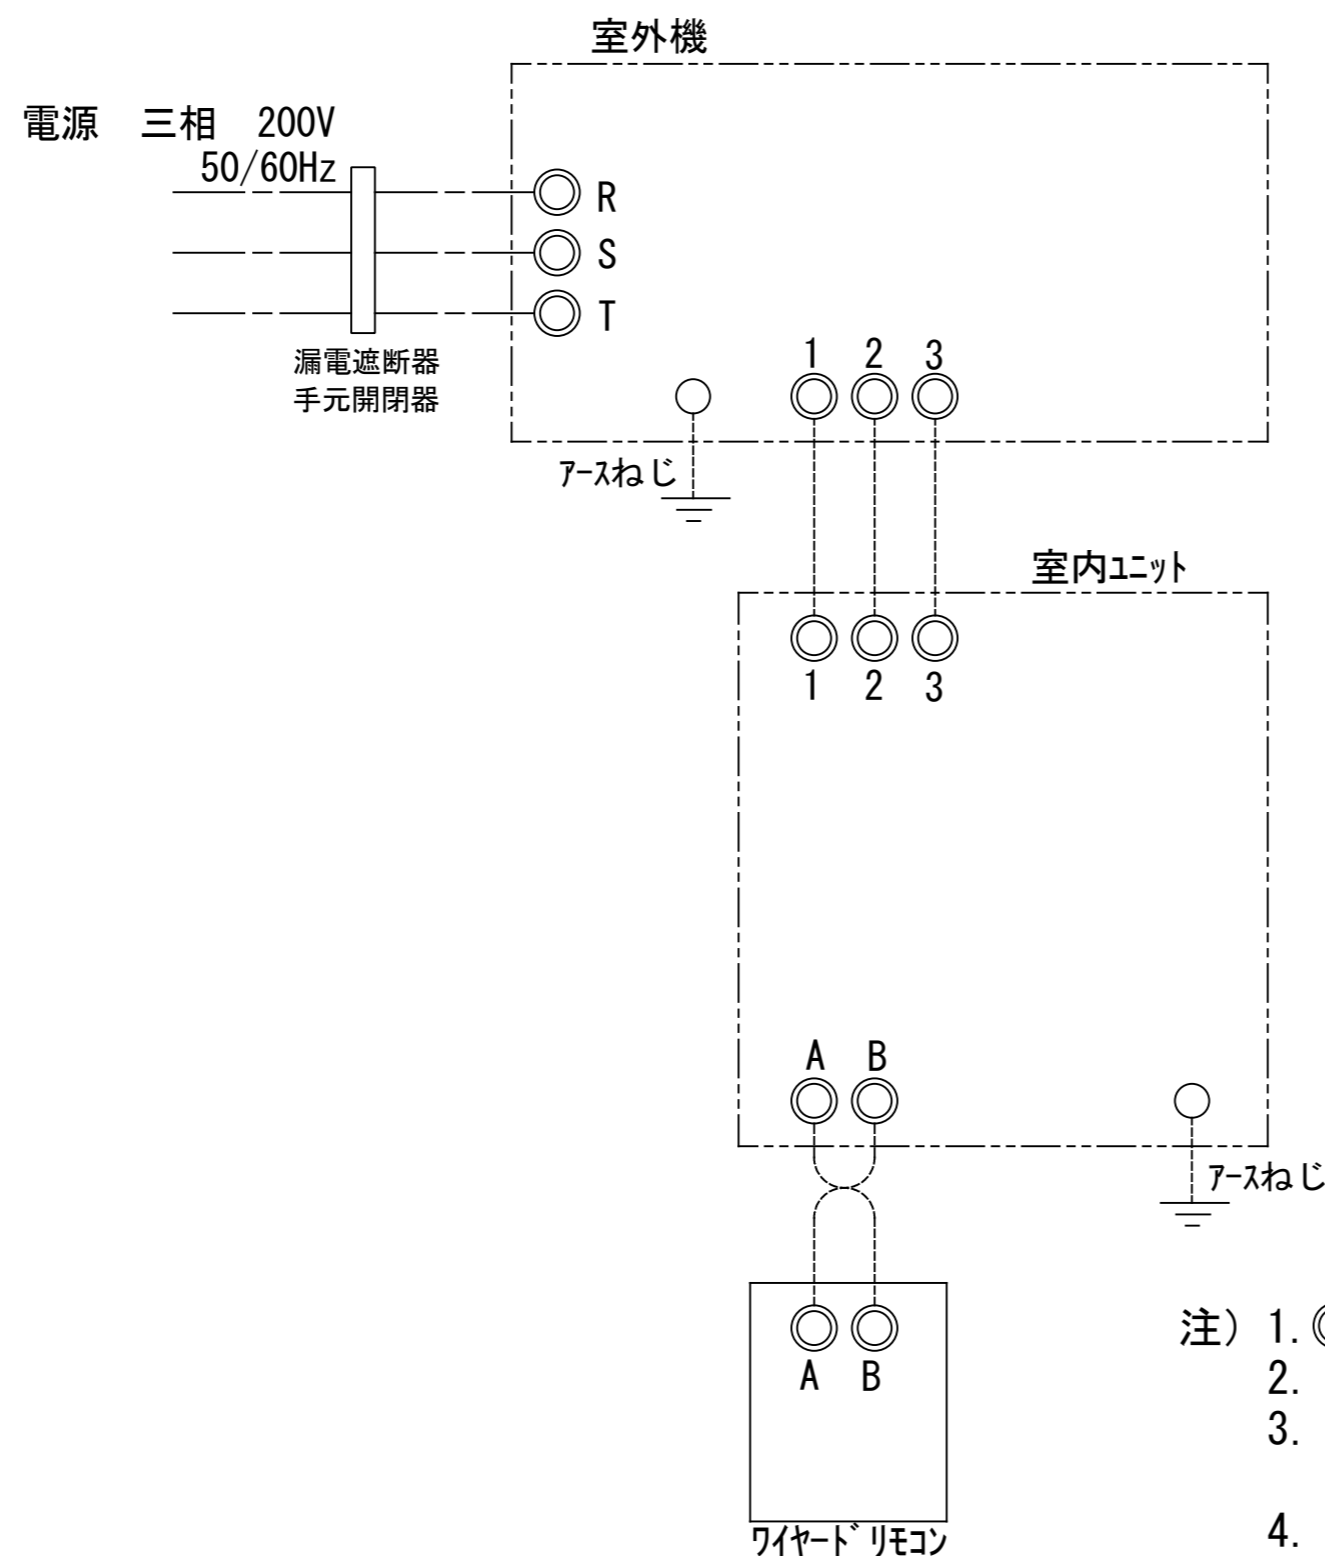 室外機
電源　三相　200V
50/60Hz
R
S
T
漏電遮断器
手元開閉器
1 2 3
ｱｰｽねじ
室内ﾕﾆｯﾄ
1 2 3
A B
ｱｰｽねじ
A B
ﾜｲﾔｰﾄﾞﾘﾓｺﾝ
注) 1.◎
2.
3.
4.